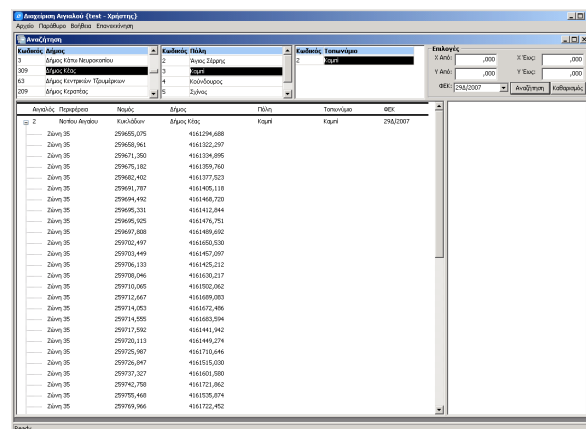 Διαχείριση Αιγιαλού {test - Χρήστης}
Αρχείο Παράθυρο Βοήθεια Επανεκκίνηση
Αναζήτηση
Κωδικός Δήμος
3 Δήμος Κάτω Νευροκοπίου
309 Δήμος Κέας
63 Δήμος Κεντρικών Τζουμέρκων
209 Δήμος Κερατέας
Κωδικός Πόλη
2 Άγιος Σέρρης
3 Καμπί
4 Κούνδουρος
5 Σχίνος
Κωδικός Τοπωνύμιο
2 Καμπί
Επιλογές
Χ Από: ,000 Χ Έως: ,000
Υ Από: ,000 Υ Έως: ,000
ΦΕΚ: 29Δ/2007 Αναζήτηση Καθαρισμός
Αιγιαλός Περιφέρεια Νομός Δήμος Πόλη Τοπωνύμιο ΦΕΚ
2 Νοτίου Αιγαίου Κυκλάδων Δήμος Κέας Καμπί Καμπί 29Δ/2007
Ζώνη 35 259655,075 4161294,688
Ζώνη 35 259658,961 4161322,297
Ζώνη 35 259671,350 4161334,895
Ζώνη 35 259675,182 4161359,760
Ζώνη 35 259682,402 4161377,523
Ζώνη 35 259691,787 4161405,118
Ζώνη 35 259694,492 4161468,720
Ζώνη 35 259695,331 4161412,844
Ζώνη 35 259695,925 4161476,751
Ζώνη 35 259697,808 4161489,692
Ζώνη 35 259702,497 4161650,530
Ζώνη 35 259703,449 4161457,097
Ζώνη 35 259706,133 4161425,212
Ζώνη 35 259708,046 4161630,217
Ζώνη 35 259710,065 4161502,062
Ζώνη 35 259712,667 4161689,083
Ζώνη 35 259714,053 4161672,486
Ζώνη 35 259714,555 4161683,594
Ζώνη 35 259717,592 4161441,942
Ζώνη 35 259720,113 4161449,274
Ζώνη 35 259725,987 4161710,646
Ζώνη 35 259726,847 4161515,030
Ζώνη 35 259737,327 4161601,580
Ζώνη 35 259742,758 4161721,862
Ζώνη 35 259755,468 4161535,874
Ζώνη 35 259769,966 4161722,452
Ready